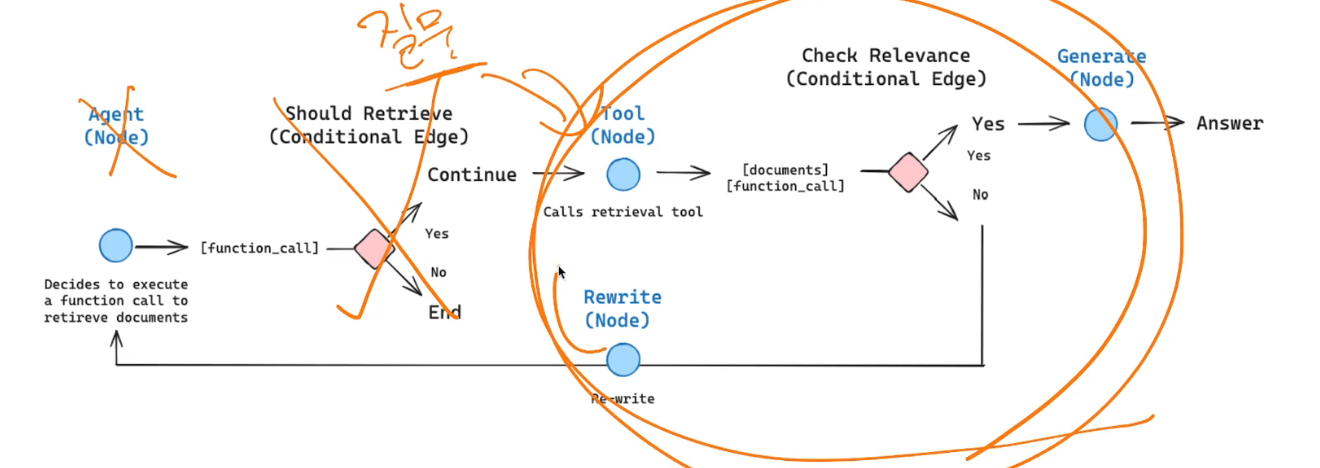 질문
Check Relevance
(Conditional Edge)
Generate
(Node)
Agent
(Node)
Should Retrieve
(Conditional Edge)
Tool
(Node)
Yes
Answer
Continue
[documents]
[function_call]
Yes
No
Calls retrieval tool
Yes
[function_call]
No
Decides to execute
a function call to
retireve documents
End
Rewrite
(Node)
Re-write